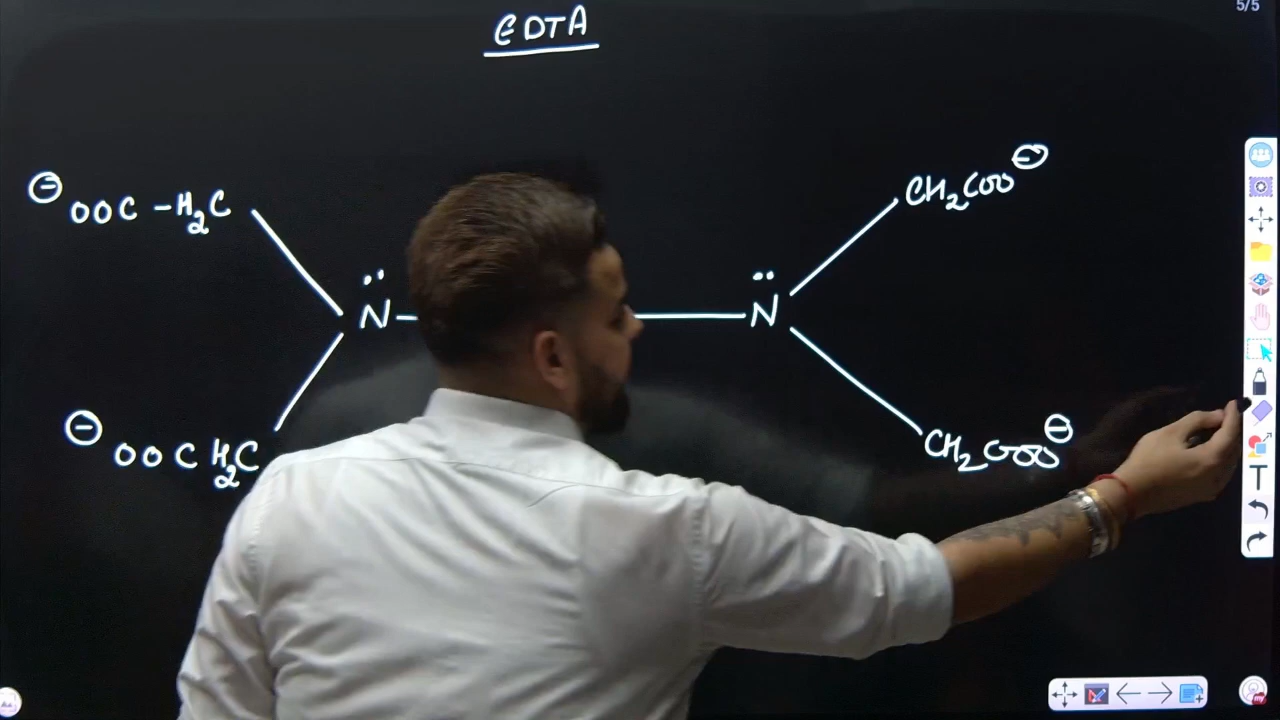 5/5
EDTA
⊖OOC-H₂C CH₂COO⊖
N̈ - — N̈
⊖OOCH₂C CH₂COO⊖
T